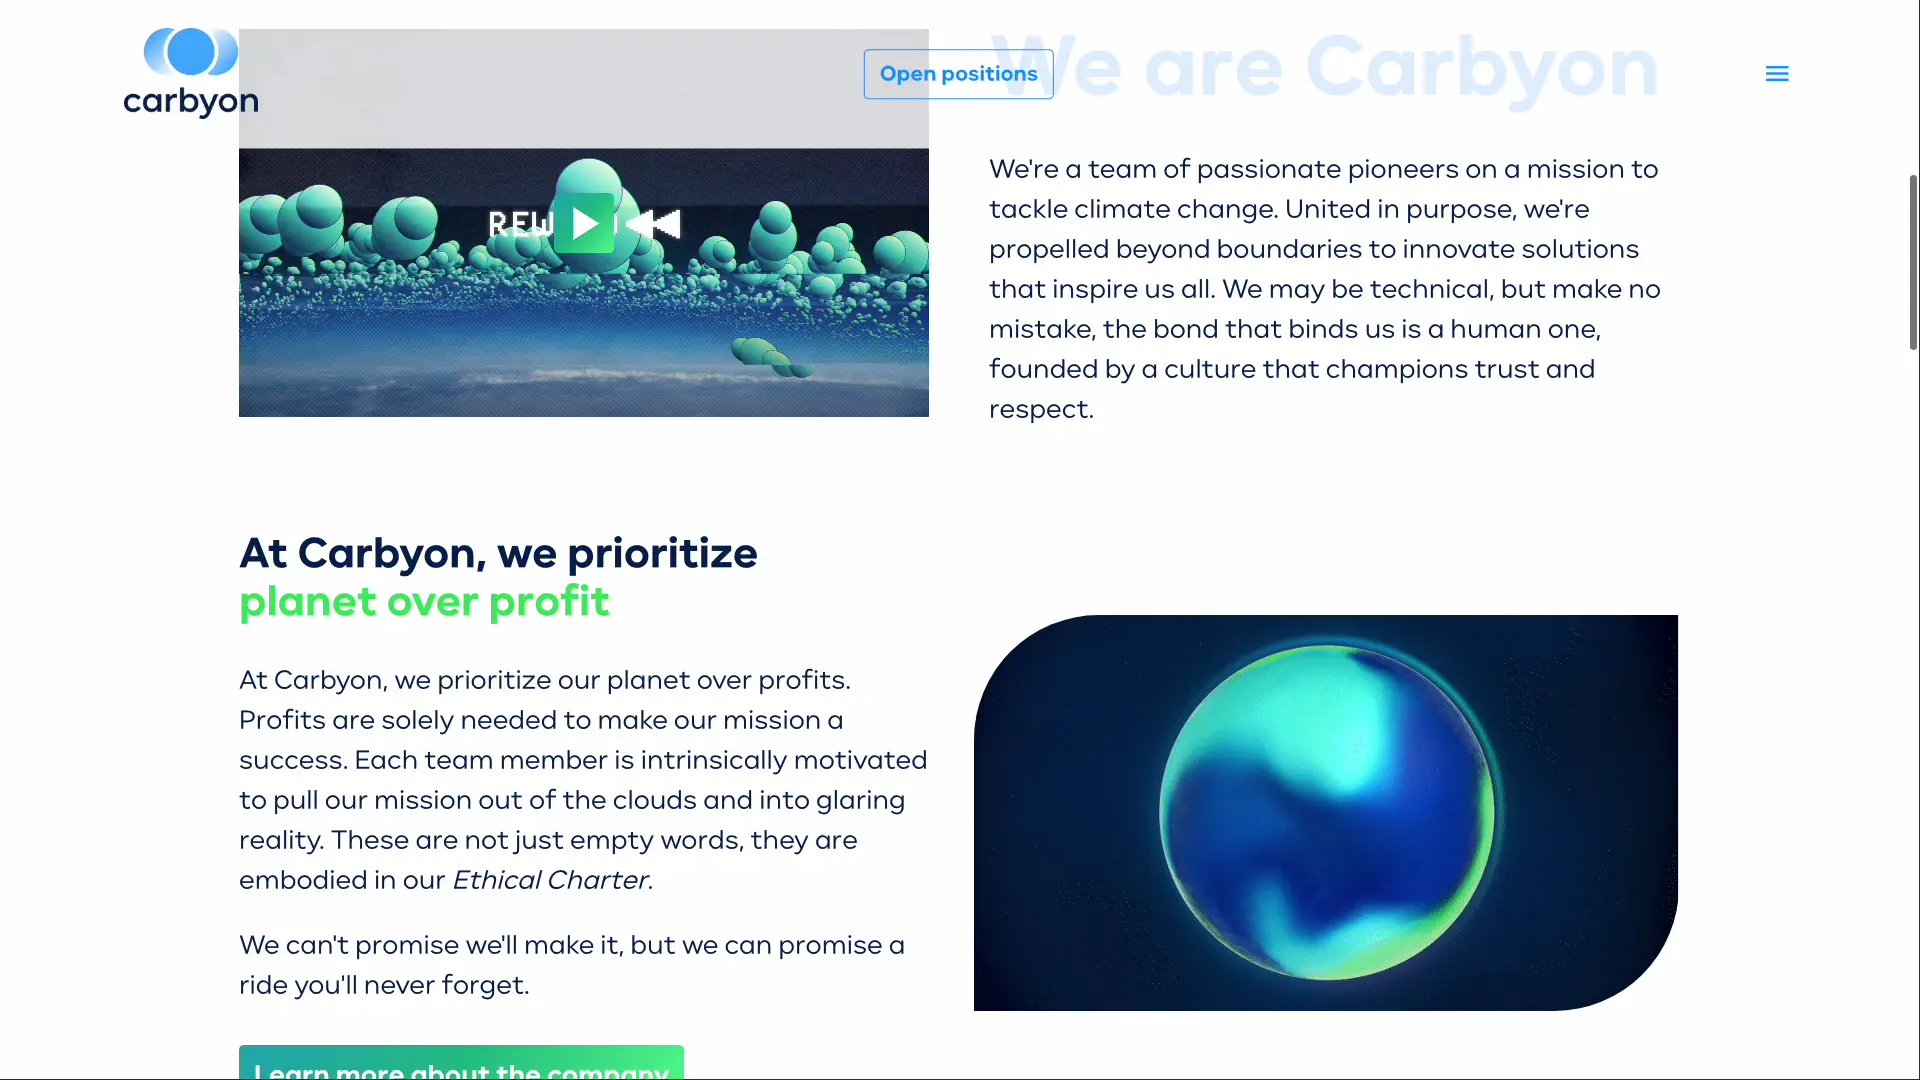 carbyon
Open positions
We are Carbyon
REW
We're a team of passionate pioneers on a mission to
tackle climate change. United in purpose, we're
propelled beyond boundaries to innovate solutions
that inspire us all. We may be technical, but make no
mistake, the bond that binds us is a human one,
founded by a culture that champions trust and
respect.
At Carbyon, we prioritize
planet over profit
At Carbyon, we prioritize our planet over profits.
Profits are solely needed to make our mission a
success. Each team member is intrinsically motivated
to pull our mission out of the clouds and into glaring
reality. These are not just empty words, they are
embodied in our Ethical Charter.
We can't promise we'll make it, but we can promise a
ride you'll never forget.
Learn more about the company